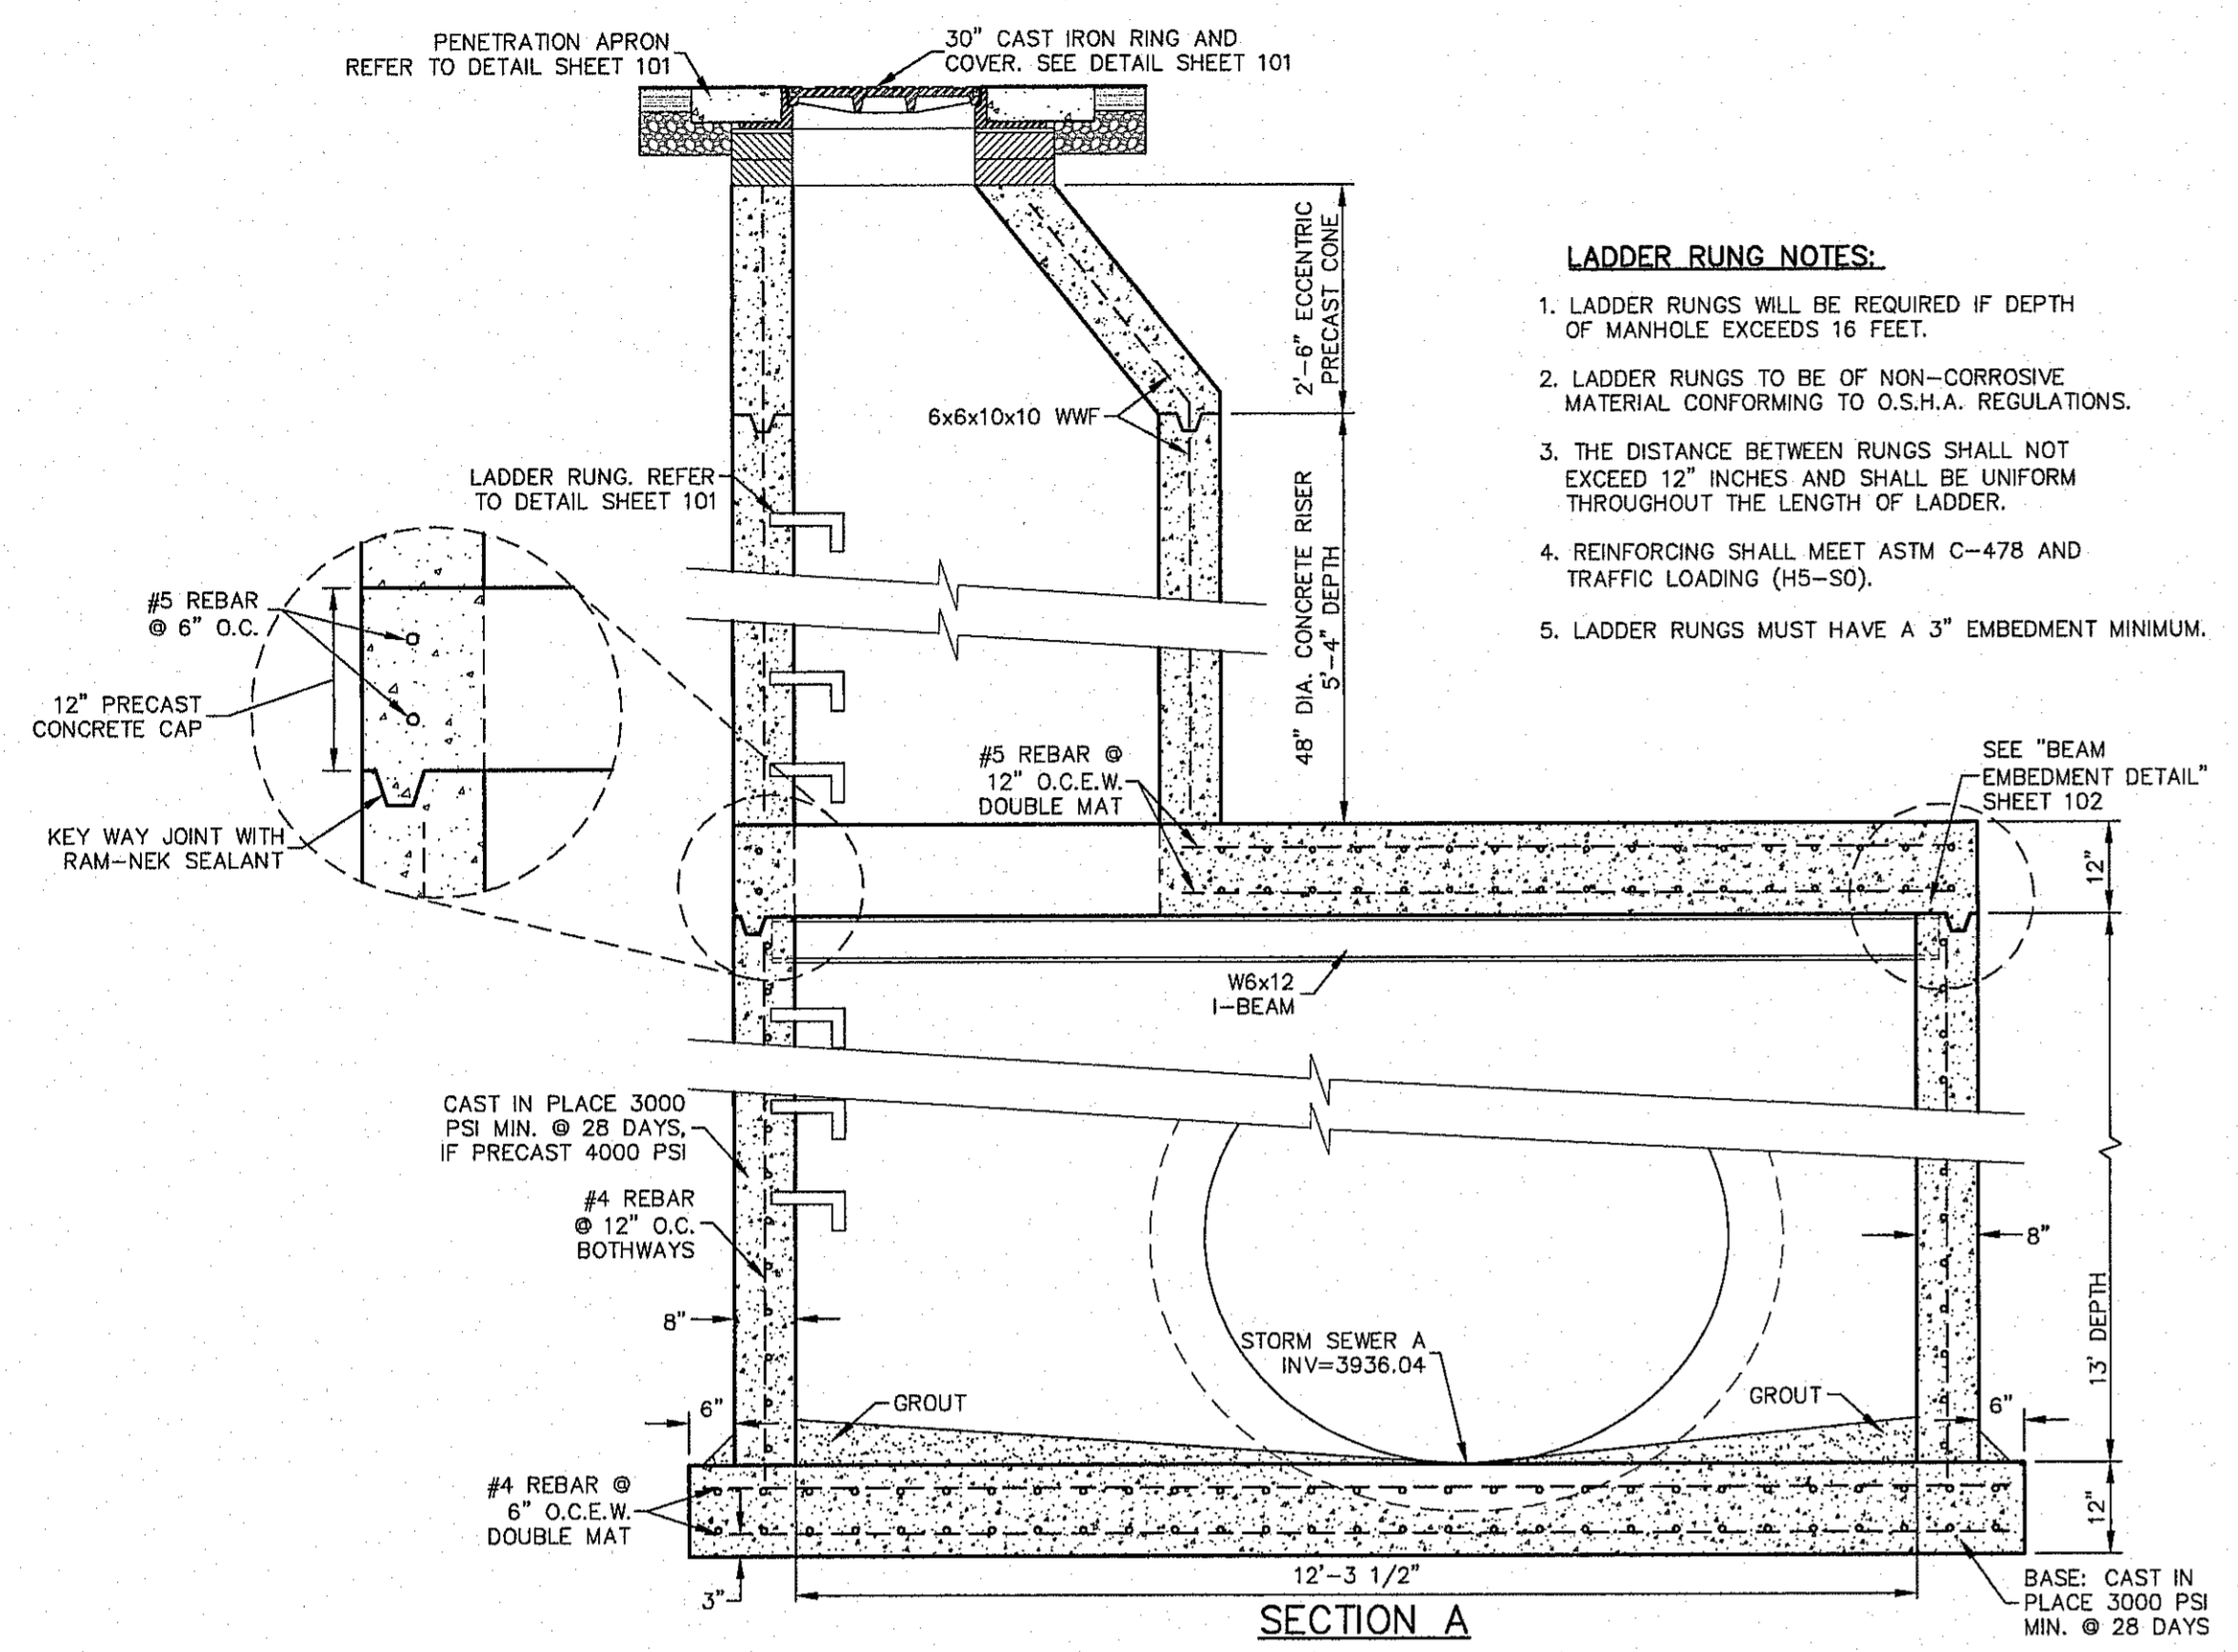 PENETRATION APRON
REFER TO DETAIL SHEET 101
30" CAST IRON RING AND
COVER. SEE DETAIL SHEET 101
2'-6" ECCENTRIC
PRECAST CONE
6x6x10x10 WWF
LADDER RUNG. REFER
TO DETAIL SHEET 101
48" DIA. CONCRETE RISER
5'-4" DEPTH
LADDER RUNG NOTES:
1. LADDER RUNGS WILL BE REQUIRED IF DEPTH
OF MANHOLE EXCEEDS 16 FEET.
2. LADDER RUNGS TO BE OF NON-CORROSIVE
MATERIAL CONFORMING TO O.S.H.A. REGULATIONS.
3. THE DISTANCE BETWEEN RUNGS SHALL NOT
EXCEED 12" INCHES AND SHALL BE UNIFORM
THROUGHOUT THE LENGTH OF LADDER.
4. REINFORCING SHALL MEET ASTM C-478 AND
TRAFFIC LOADING (H5-S0).
5. LADDER RUNGS MUST HAVE A 3" EMBEDMENT MINIMUM.
#5 REBAR
@ 6" O.C.
12" PRECAST
CONCRETE CAP
KEY WAY JOINT WITH
RAM-NEK SEALANT
#5 REBAR @
12" O.C.E.W.
DOUBLE MAT
SEE "BEAM
EMBEDMENT DETAIL"
SHEET 102
12"
W6x12
I-BEAM
CAST IN PLACE 3000
PSI MIN. @ 28 DAYS,
IF PRECAST 4000 PSI
#4 REBAR
@ 12" O.C.
BOTHWAYS
8"
8"
13' DEPTH
STORM SEWER A
INV=3936.04
6"
GROUT
GROUT
6"
#4 REBAR @
6" O.C.E.W.
DOUBLE MAT
12"
3"
12'-3 1/2"
BASE: CAST IN
PLACE 3000 PSI
MIN. @ 28 DAYS
SECTION A